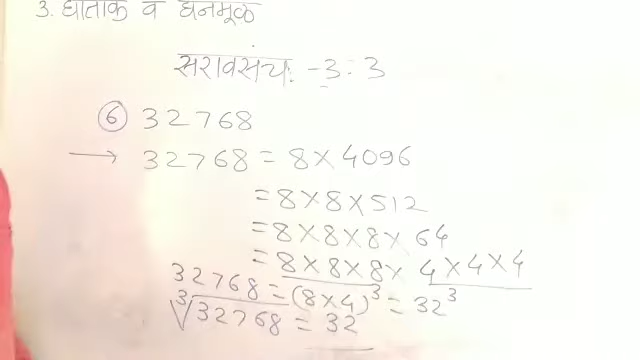 3. घातांक व घनमूळ
सरावसंच: - 3.3
⑥ 32768
→ 32768 = 8 × 4096
= 8 × 8 × 512
= 8 × 8 × 8 × 64
= 8 × 8 × 8 × 4 × 4 × 4
32768 = (8 × 4)³ = 32³
∛32768 = 32